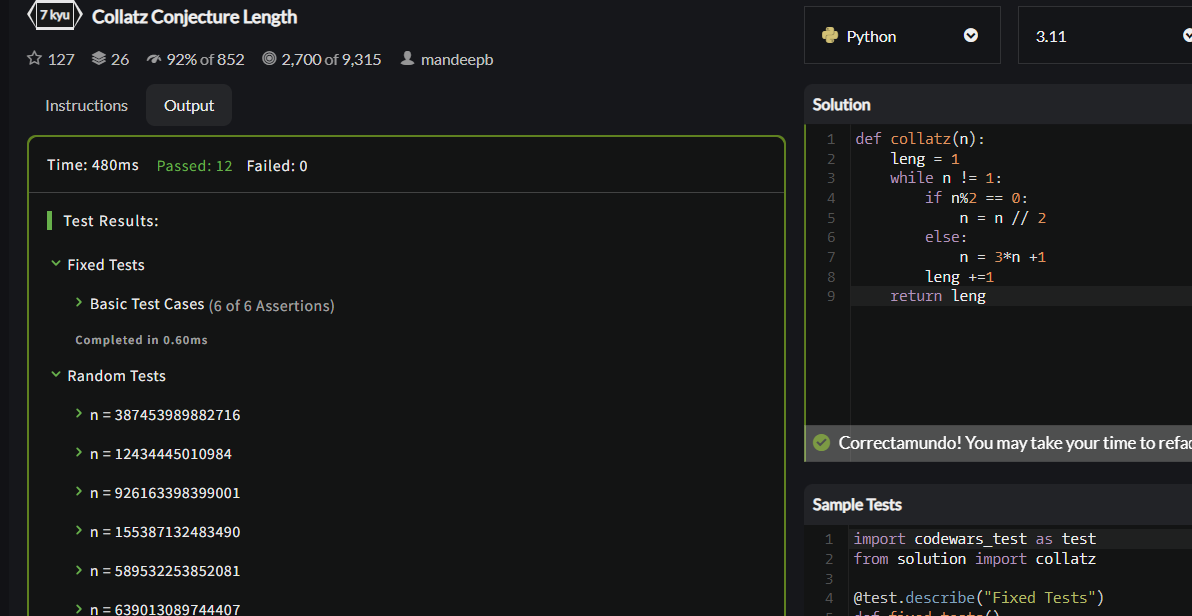 7 kyu Collatz Conjecture Length
127 26 92% of 852 2,700 of 9,315 mandeepb
Instructions Output
Time: 480ms Passed: 12 Failed: 0
Test Results:
Fixed Tests
Basic Test Cases (6 of 6 Assertions)
Completed in 0.60ms
Random Tests
n = 387453989882716
n = 12434445010984
n = 926163398399001
n = 155387132483490
n = 589532253852081
n = 639013089744407
Python 3.11
Solution
1 def collatz(n):
2     leng = 1
3     while n != 1:
4         if n%2 == 0:
5             n = n // 2
6         else:
7             n = 3*n +1
8         leng +=1
9     return leng
Correctamundo! You may take your time to refac
Sample Tests
1 import codewars_test as test
2 from solution import collatz
3
4 @test.describe("Fixed Tests")
5 def fixed_tests()